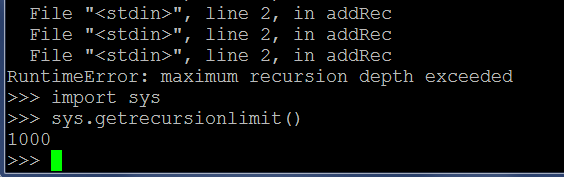 File "<stdin>", line 2, in addRec
File "<stdin>", line 2, in addRec
File "<stdin>", line 2, in addRec
RuntimeError: maximum recursion depth exceeded
>>> import sys
>>> sys.getrecursionlimit()
1000
>>>